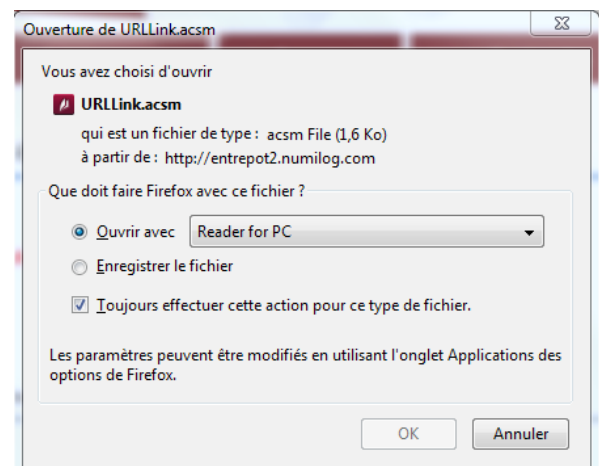 Ouverture de URLLink.acsm
Vous avez choisi d'ouvrir
URLLink.acsm
qui est un fichier de type : acsm File (1,6 Ko)
à partir de : http://entrepot2.numilog.com
Que doit faire Firefox avec ce fichier ?
Ouvrir avec Reader for PC
Enregistrer le fichier
Toujours effectuer cette action pour ce type de fichier.
Les paramètres peuvent être modifiés en utilisant l'onglet Applications des
options de Firefox.
OK Annuler